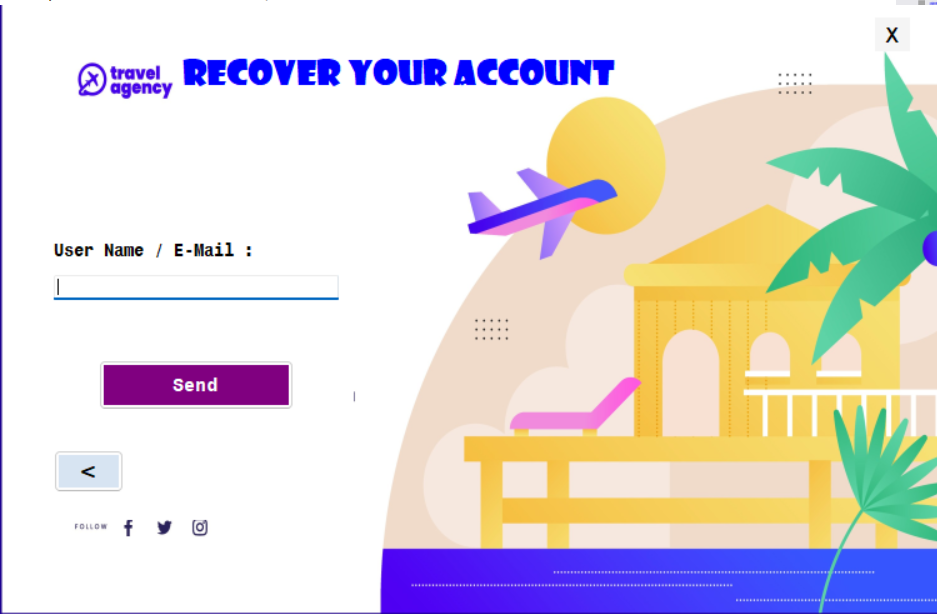 X
travel
agency
RECOVER YOUR ACCOUNT
User Name / E-Mail :
Send
<
FOLLOW